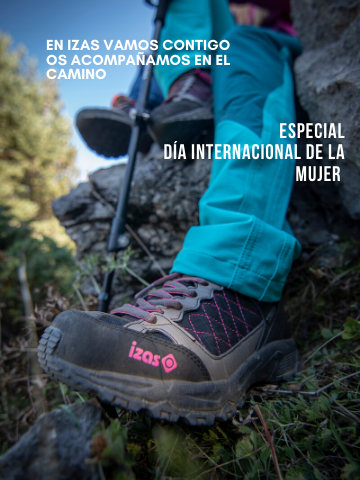 EN IZAS VAMOS CONTIGO
OS ACOMPAÑAMOS EN EL
CAMINO
ESPECIAL
DÍA INTERNACIONAL DE LA
MUJER
izas